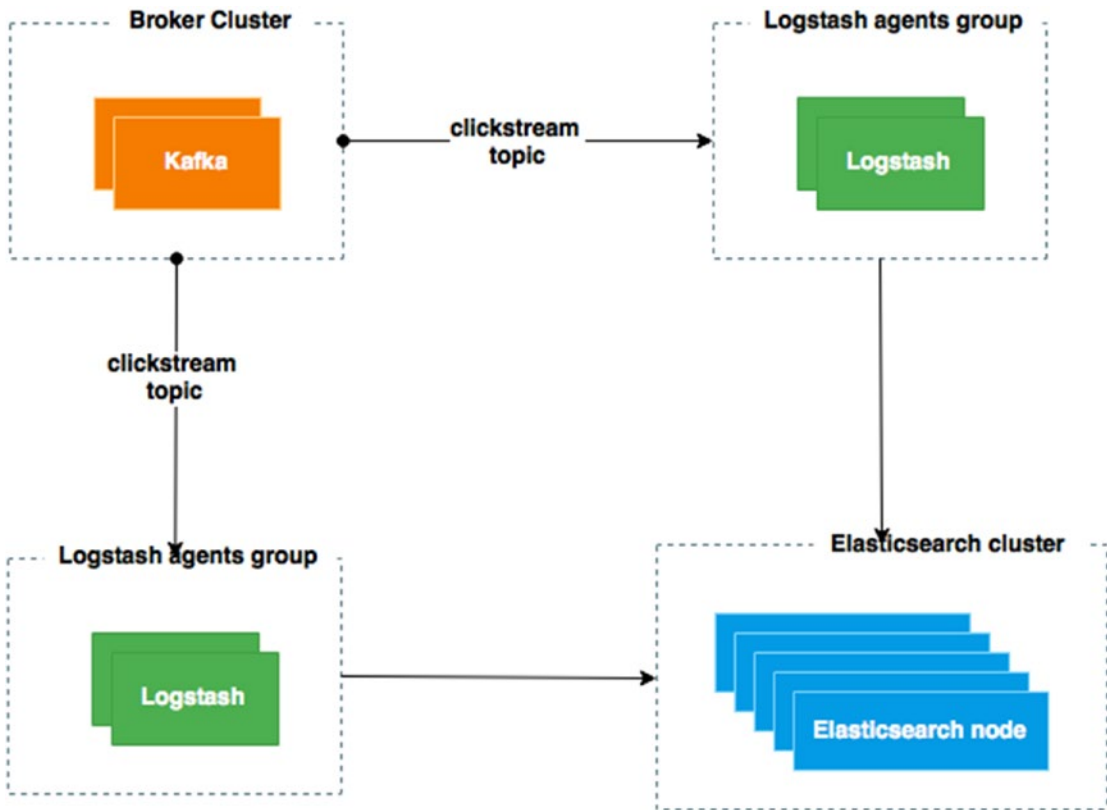 Broker Cluster
Logstash agents group
Kafka
clickstream
topic
Logstash
clickstream
topic
Logstash agents group
Elasticsearch cluster
Logstash
Elasticsearch node